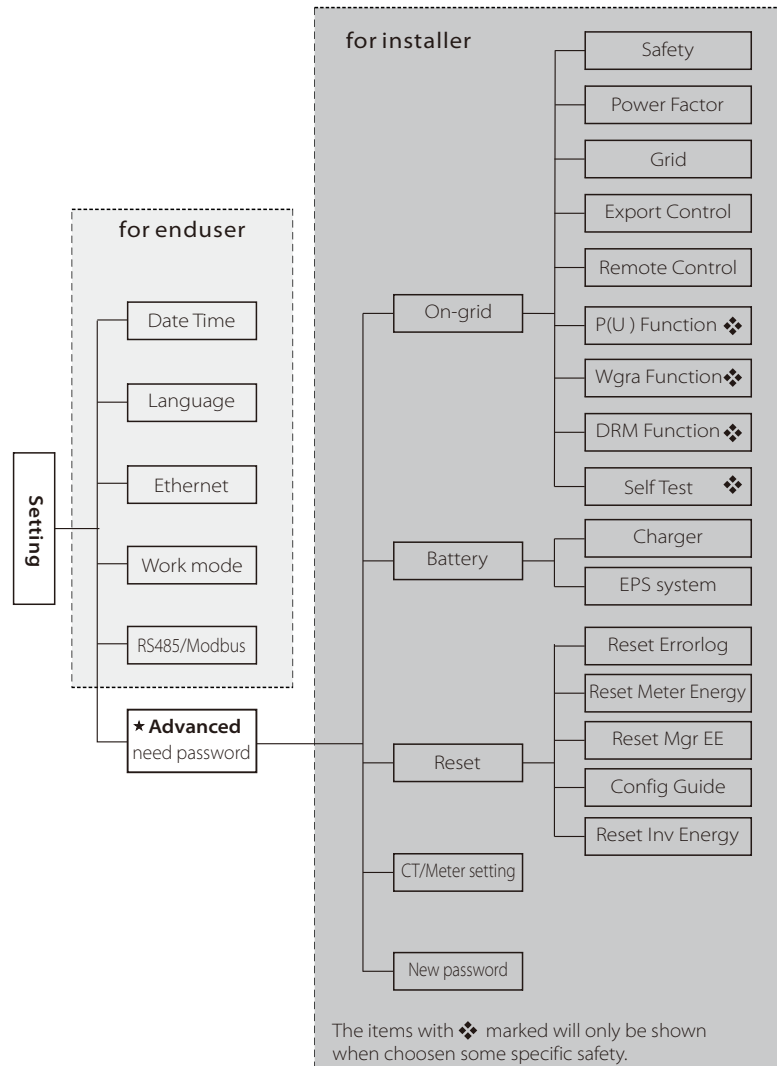 for installer
Safety
Power Factor
Grid
Export Control
Remote Control
P(U ) Function ❖
Wgra Function❖
DRM Function ❖
Self Test ❖
On-grid
Charger
EPS system
Battery
Reset Errorlog
Reset Meter Energy
Reset Mgr EE
Config Guide
Reset Inv Energy
Reset
CT/Meter setting
New password
for enduser
Date Time
Language
Ethernet
Work mode
RS485/Modbus
★Advanced
need password
Setting
The items with ❖ marked will only be shown
when choosen some specific safety.